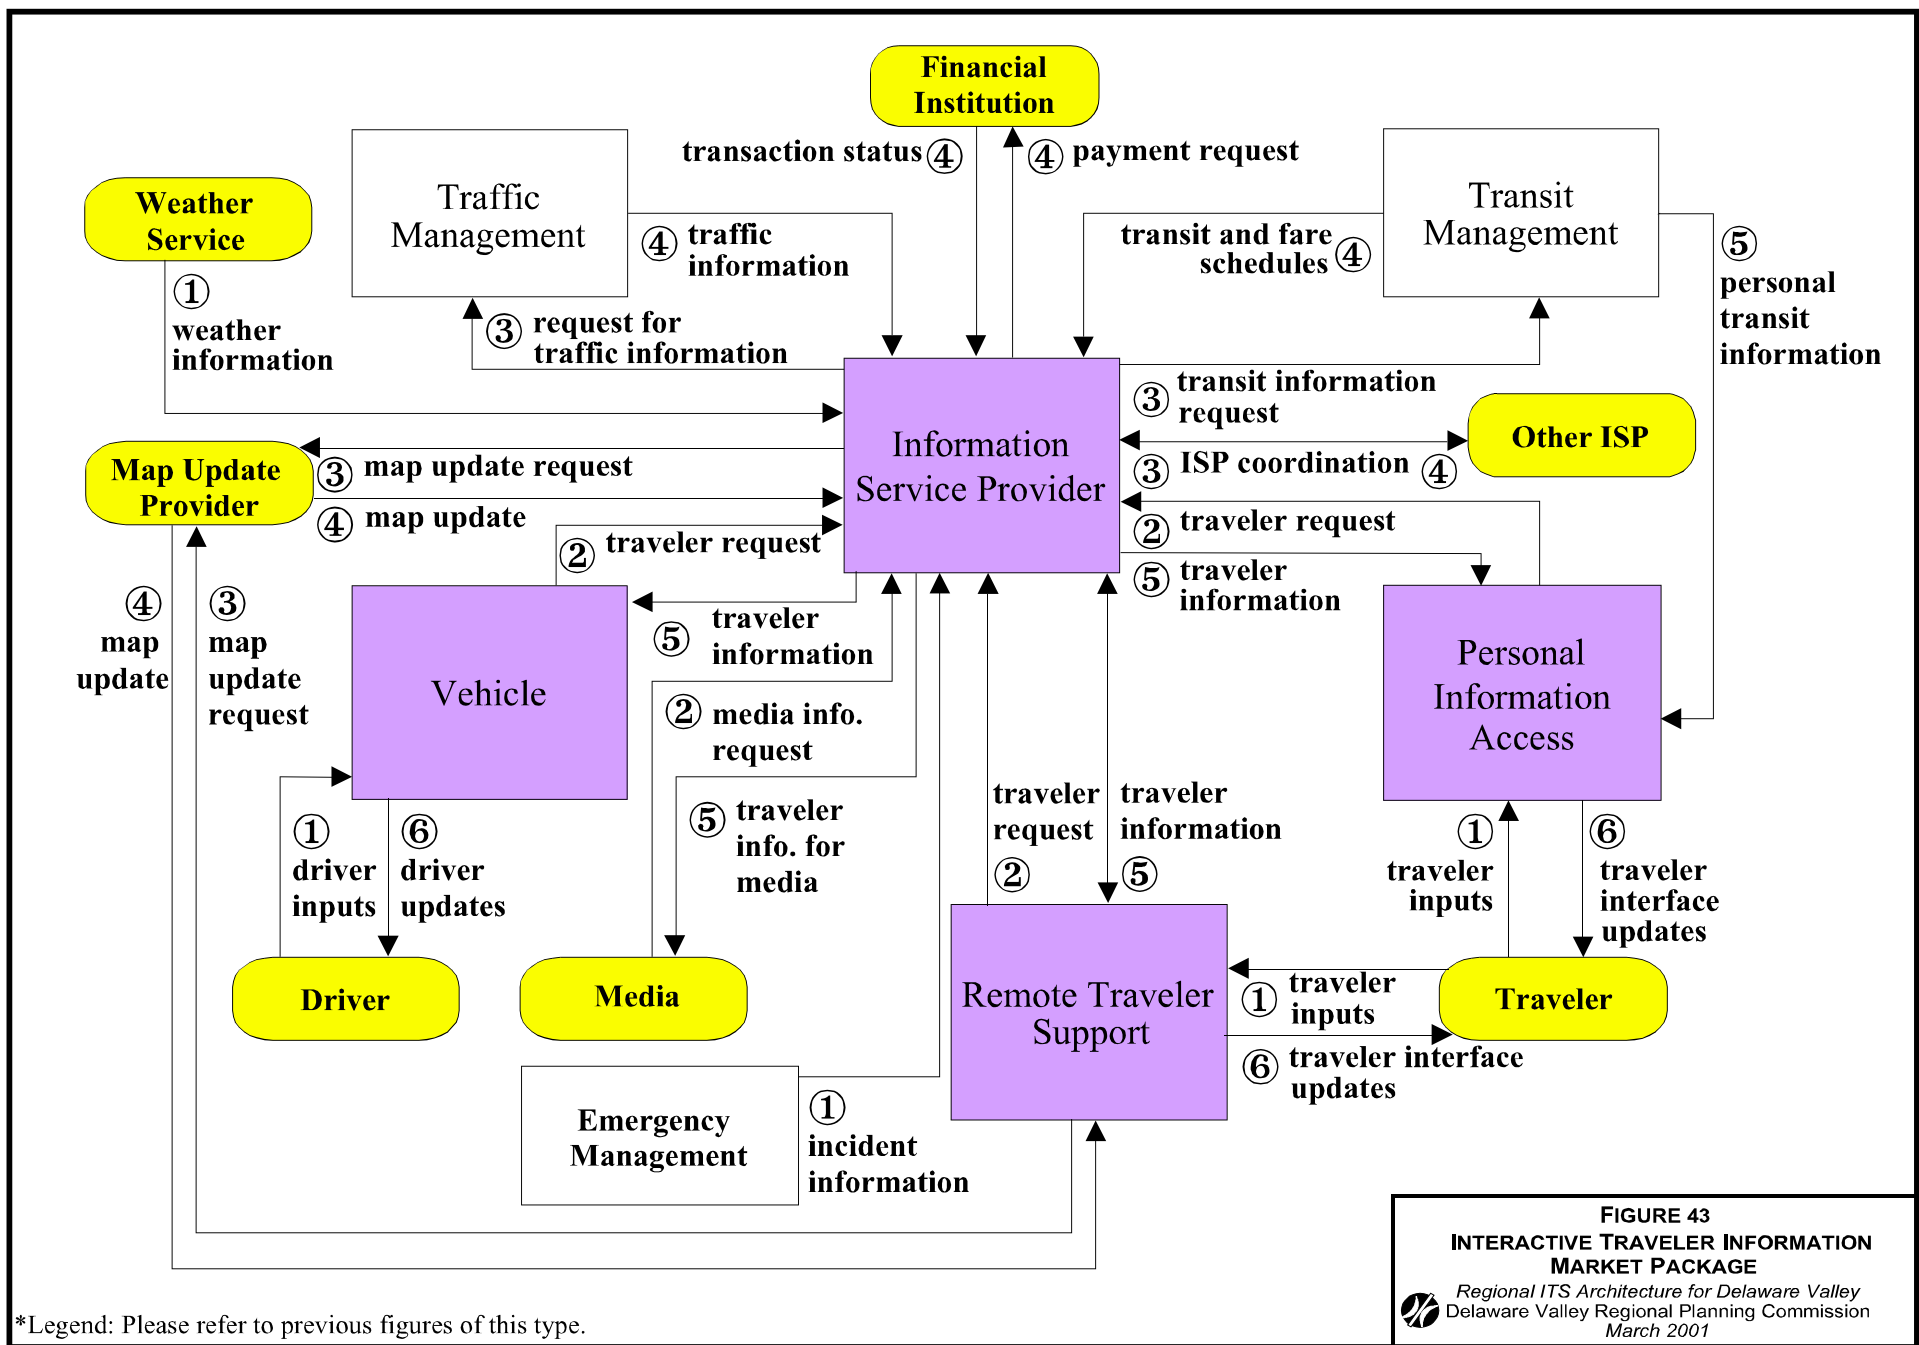 Financial
Institution
transaction status ④
④ payment request
Traffic
Management
Transit
Management
Weather
Service
④ traffic
information
transit and fare
schedules ④
⑤
personal
transit
information
①
weather
information
③ request for
traffic information
③ transit information
request
Information
Service Provider
Other ISP
③ ISP coordination ④
Map Update
Provider
③ map update request
④ map update
② traveler request
② traveler request
⑤ traveler
information
④
map
update
③
map
update
request
⑤ traveler
information
Vehicle
Personal
Information
Access
② media info.
request
⑤ traveler
info. for
media
traveler
request
②
traveler
information
⑤
①
driver
inputs
⑥
driver
updates
①
traveler
inputs
⑥
traveler
interface
updates
Driver
Media
Remote Traveler
Support
① traveler
inputs
Traveler
⑥ traveler interface
updates
Emergency
Management
①
incident
information
FIGURE 43
INTERACTIVE TRAVELER INFORMATION
MARKET PACKAGE
Regional ITS Architecture for Delaware Valley
Delaware Valley Regional Planning Commission
March 2001
*Legend: Please refer to previous figures of this type.